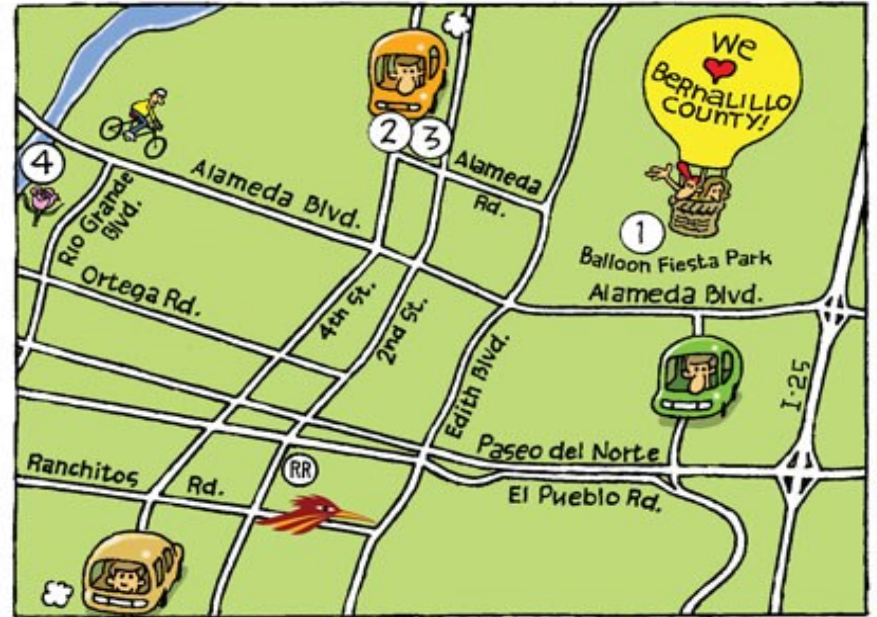 We
BERNALILLO
COUNTY!
2
3
4
Alameda Blvd.
Alameda
Rd.
1
Balloon Fiesta Park
Alameda Blvd.
Rio Grande
Blvd.
Ortega Rd.
4th St.
2nd St.
Edith Blvd.
I-25
Paseo del Norte
El Pueblo Rd.
Ranchitos Rd.
RR